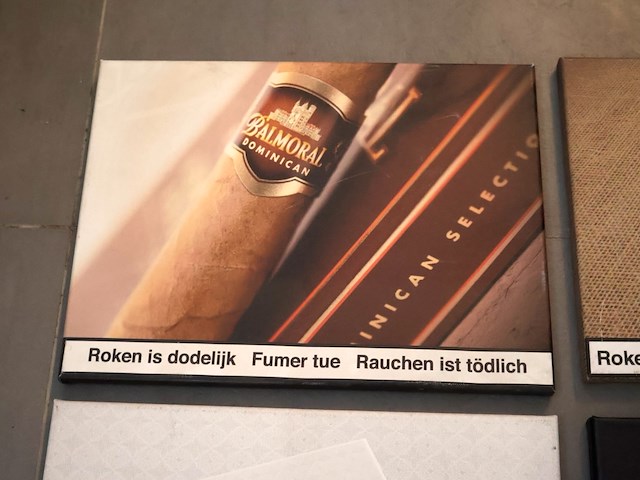 BALMORAL
DOMINICAN
INICAN SELECTIO
Roken is dodelijk Fumer tue Rauchen ist tödlich
Roke